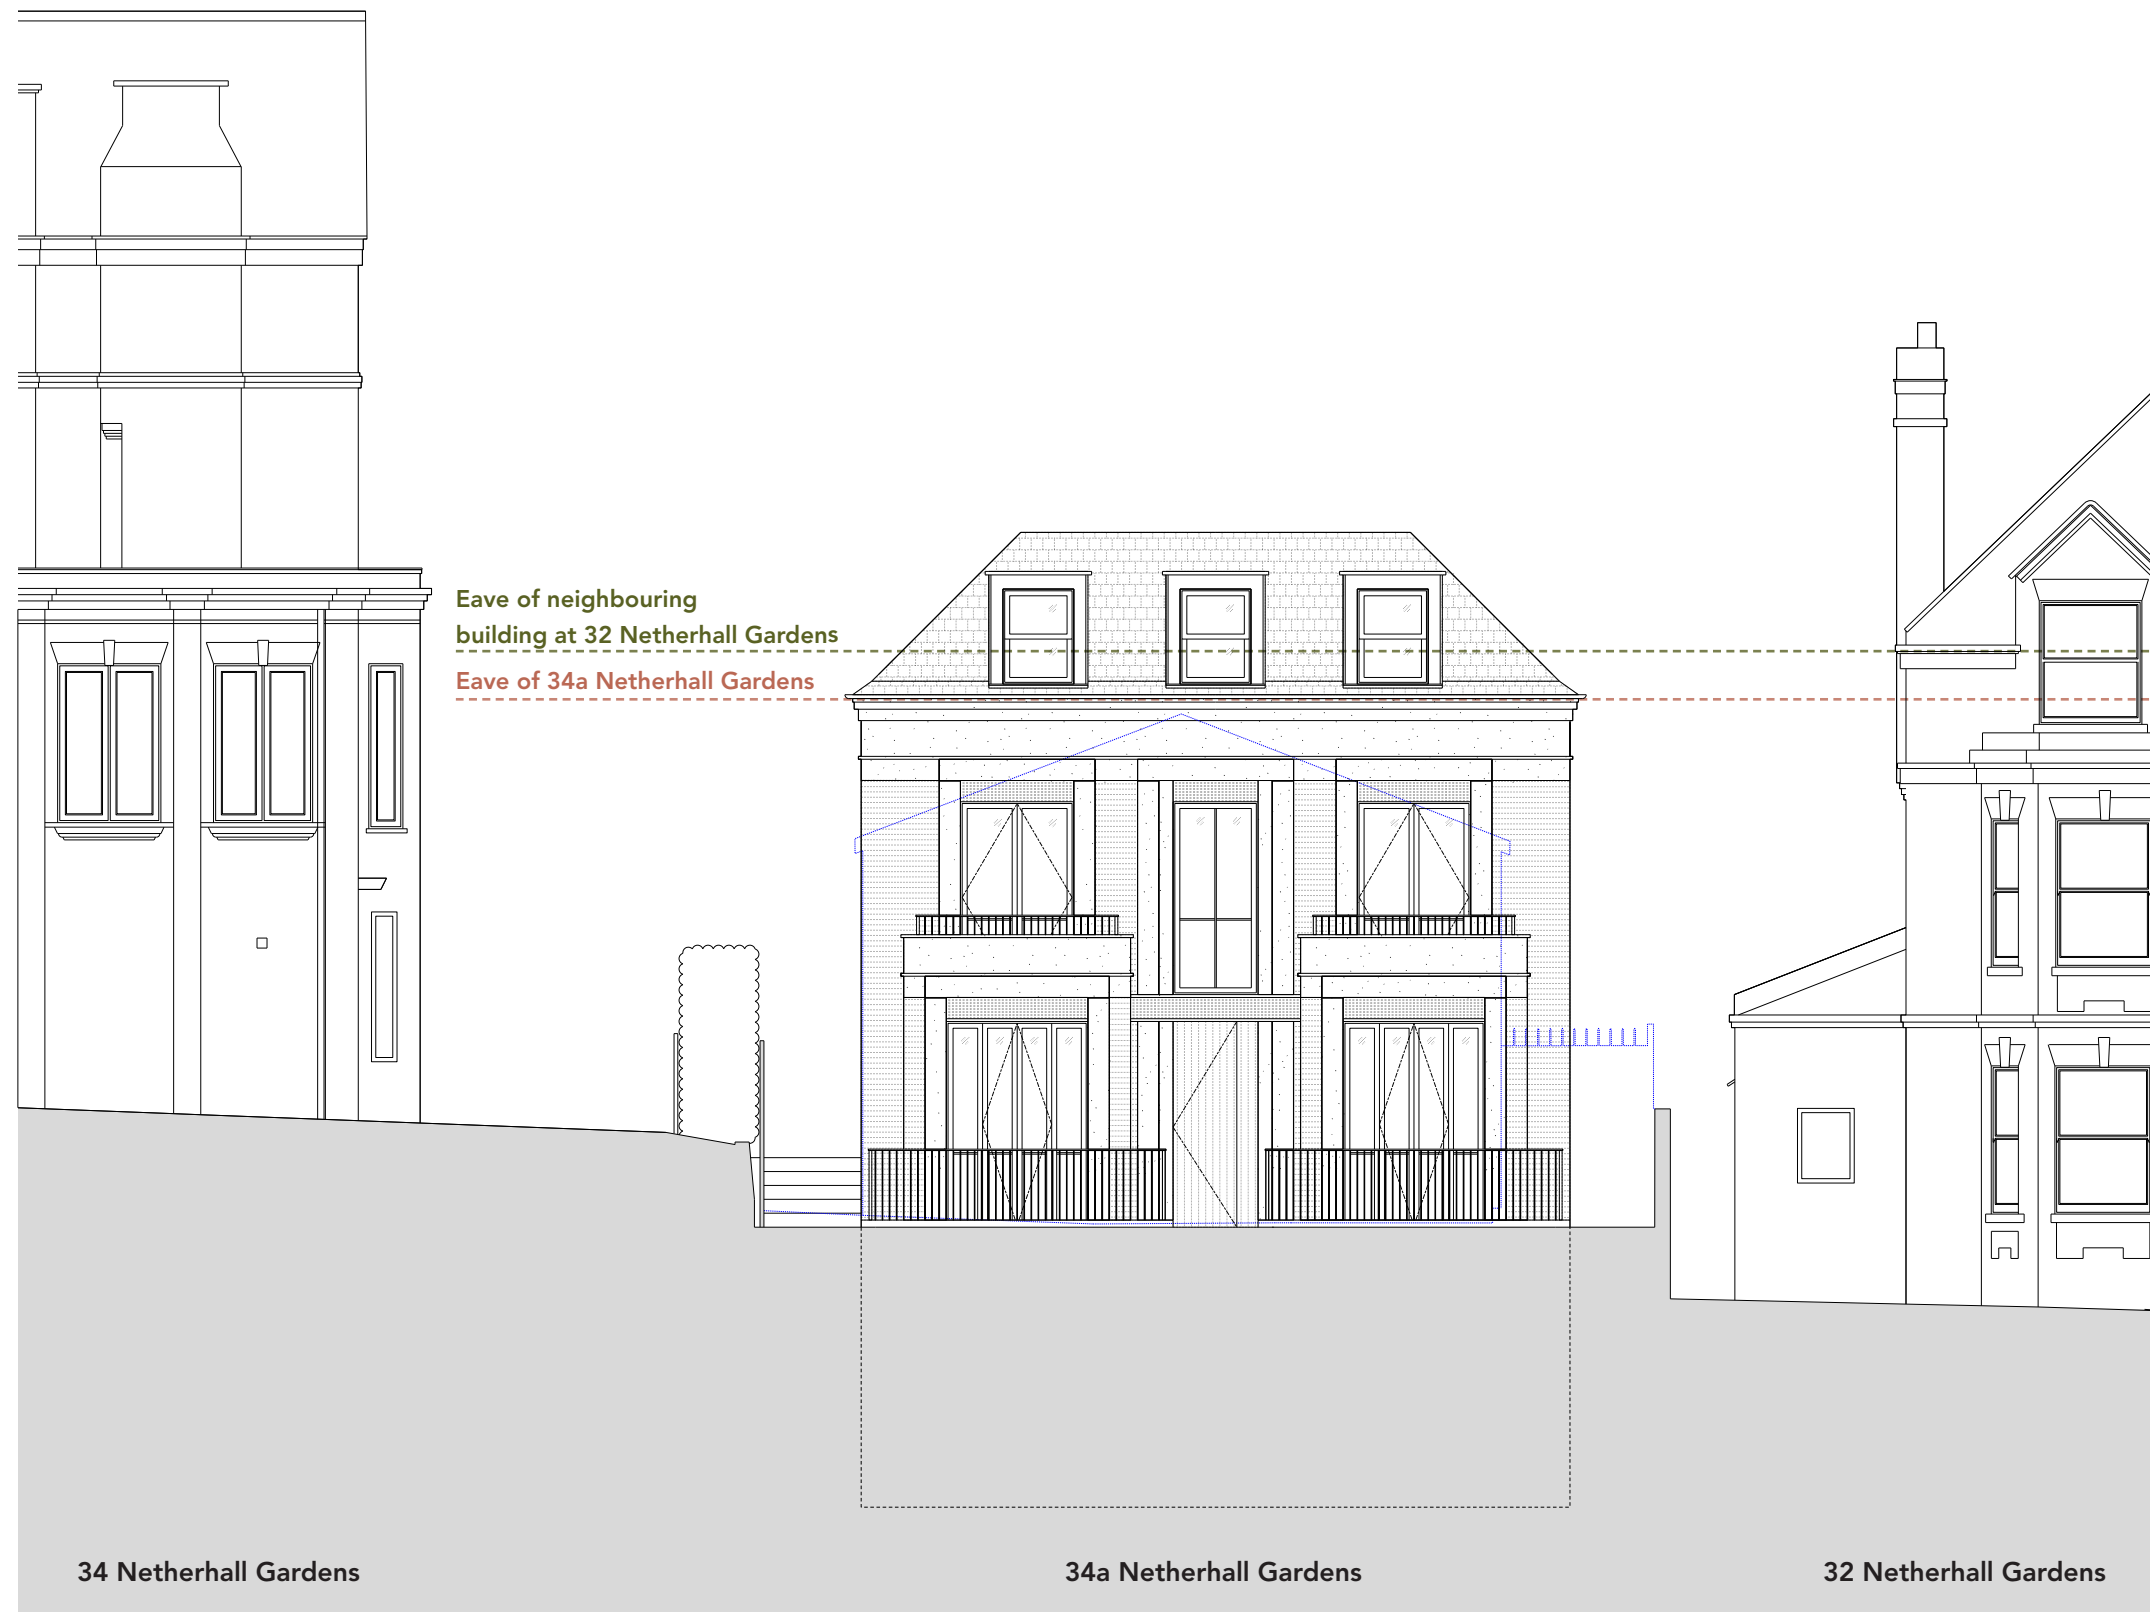 Eave of neighbouring
building at 32 Netherhall Gardens
Eave of 34a Netherhall Gardens
34 Netherhall Gardens
34a Netherhall Gardens
32 Netherhall Gardens